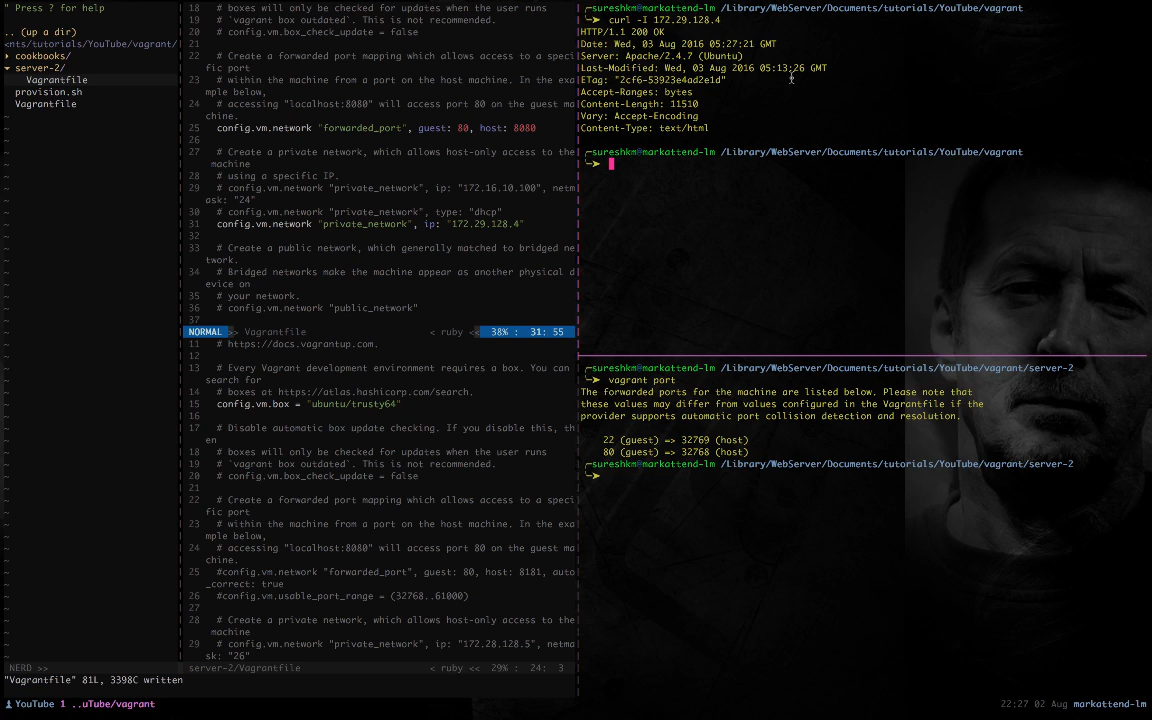 " Press ? for help
.. (up a dir)
<nts/tutorials/YouTube/vagrant/
▸ cookbooks/
▾ server-2/
Vagrantfile
provision.sh
Vagrantfile
~
NERD >>
18 # boxes will only be checked for updates when the user runs
19 # `vagrant box outdated`. This is not recommended.
20 # config.vm.box_check_update = false
21
22 # Create a forwarded port mapping which allows access to a speci
fic port
23 # within the machine from a port on the host machine. In the exa
mple below,
24 # accessing "localhost:8080" will access port 80 on the guest ma
chine.
25 config.vm.network "forwarded_port", guest: 80, host: 8080
26
27 # Create a private network, which allows host-only access to the
machine
28 # using a specific IP.
29 # config.vm.network "private_network", ip: "172.16.10.100", netm
ask: "24"
30 # config.vm.network "private_network", type: "dhcp"
31 config.vm.network "private_network", ip: "172.29.128.4"
32
33 # Create a public network, which generally matched to bridged ne
twork.
34 # Bridged networks make the machine appear as another physical d
evice on
35 # your network.
36 # config.vm.network "public_network"
37
NORMAL >> Vagrantfile < ruby << 38% : 31: 55
11 # https://docs.vagrantup.com.
12
13 # Every Vagrant development environment requires a box. You can
search for
14 # boxes at https://atlas.hashicorp.com/search.
15 config.vm.box = "ubuntu/trusty64"
16
17 # Disable automatic box update checking. If you disable this, th
en
18 # boxes will only be checked for updates when the user runs
19 # `vagrant box outdated`. This is not recommended.
20 # config.vm.box_check_update = false
21
22 # Create a forwarded port mapping which allows access to a speci
fic port
23 # within the machine from a port on the host machine. In the exa
mple below,
24 # accessing "localhost:8080" will access port 80 on the guest ma
chine.
25 #config.vm.network "forwarded_port", guest: 80, host: 8181, auto
_correct: true
26 #config.vm.usable_port_range = (32768..61000)
27
28 # Create a private network, which allows host-only access to the
machine
29 # config.vm.network "private_network", ip: "172.28.128.5", netma
sk: "26"
server-2/Vagrantfile < ruby << 29% : 24: 3
"Vagrantfile" 81L, 3398C written
sureshkm@markattend-lm /Library/WebServer/Documents/tutorials/YouTube/vagrant
curl -I 172.29.128.4
HTTP/1.1 200 OK
Date: Wed, 03 Aug 2016 05:27:21 GMT
Server: Apache/2.4.7 (Ubuntu)
Last-Modified: Wed, 03 Aug 2016 05:13:26 GMT
ETag: "2cf6-53923e4ad2e1d"
Accept-Ranges: bytes
Content-Length: 11510
Vary: Accept-Encoding
Content-Type: text/html
sureshkm@markattend-lm /Library/WebServer/Documents/tutorials/YouTube/vagrant
sureshkm@markattend-lm /Library/WebServer/Documents/tutorials/YouTube/vagrant/server-2
vagrant port
The forwarded ports for the machine are listed below. Please note that
these values may differ from values configured in the Vagrantfile if the
provider supports automatic port collision detection and resolution.
22 (guest) => 32769 (host)
80 (guest) => 32768 (host)
sureshkm@markattend-lm /Library/WebServer/Documents/tutorials/YouTube/vagrant/server-2
YouTube 1 ..uTube/vagrant
22:27 02 Aug markattend-lm